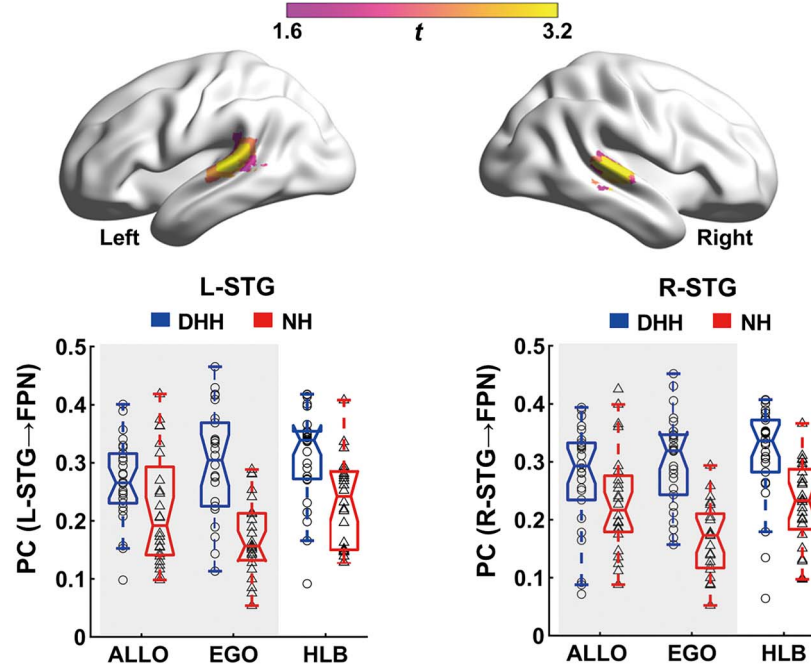 1.6 t 3.2
Left
Right
L-STG
DHH NH
PC (L-STG→FPN)
0.5
0.4
0.3
0.2
0.1
0
ALLO EGO HLB
R-STG
DHH NH
PC (R-STG→FPN)
0.5
0.4
0.3
0.2
0.1
0
ALLO EGO HLB